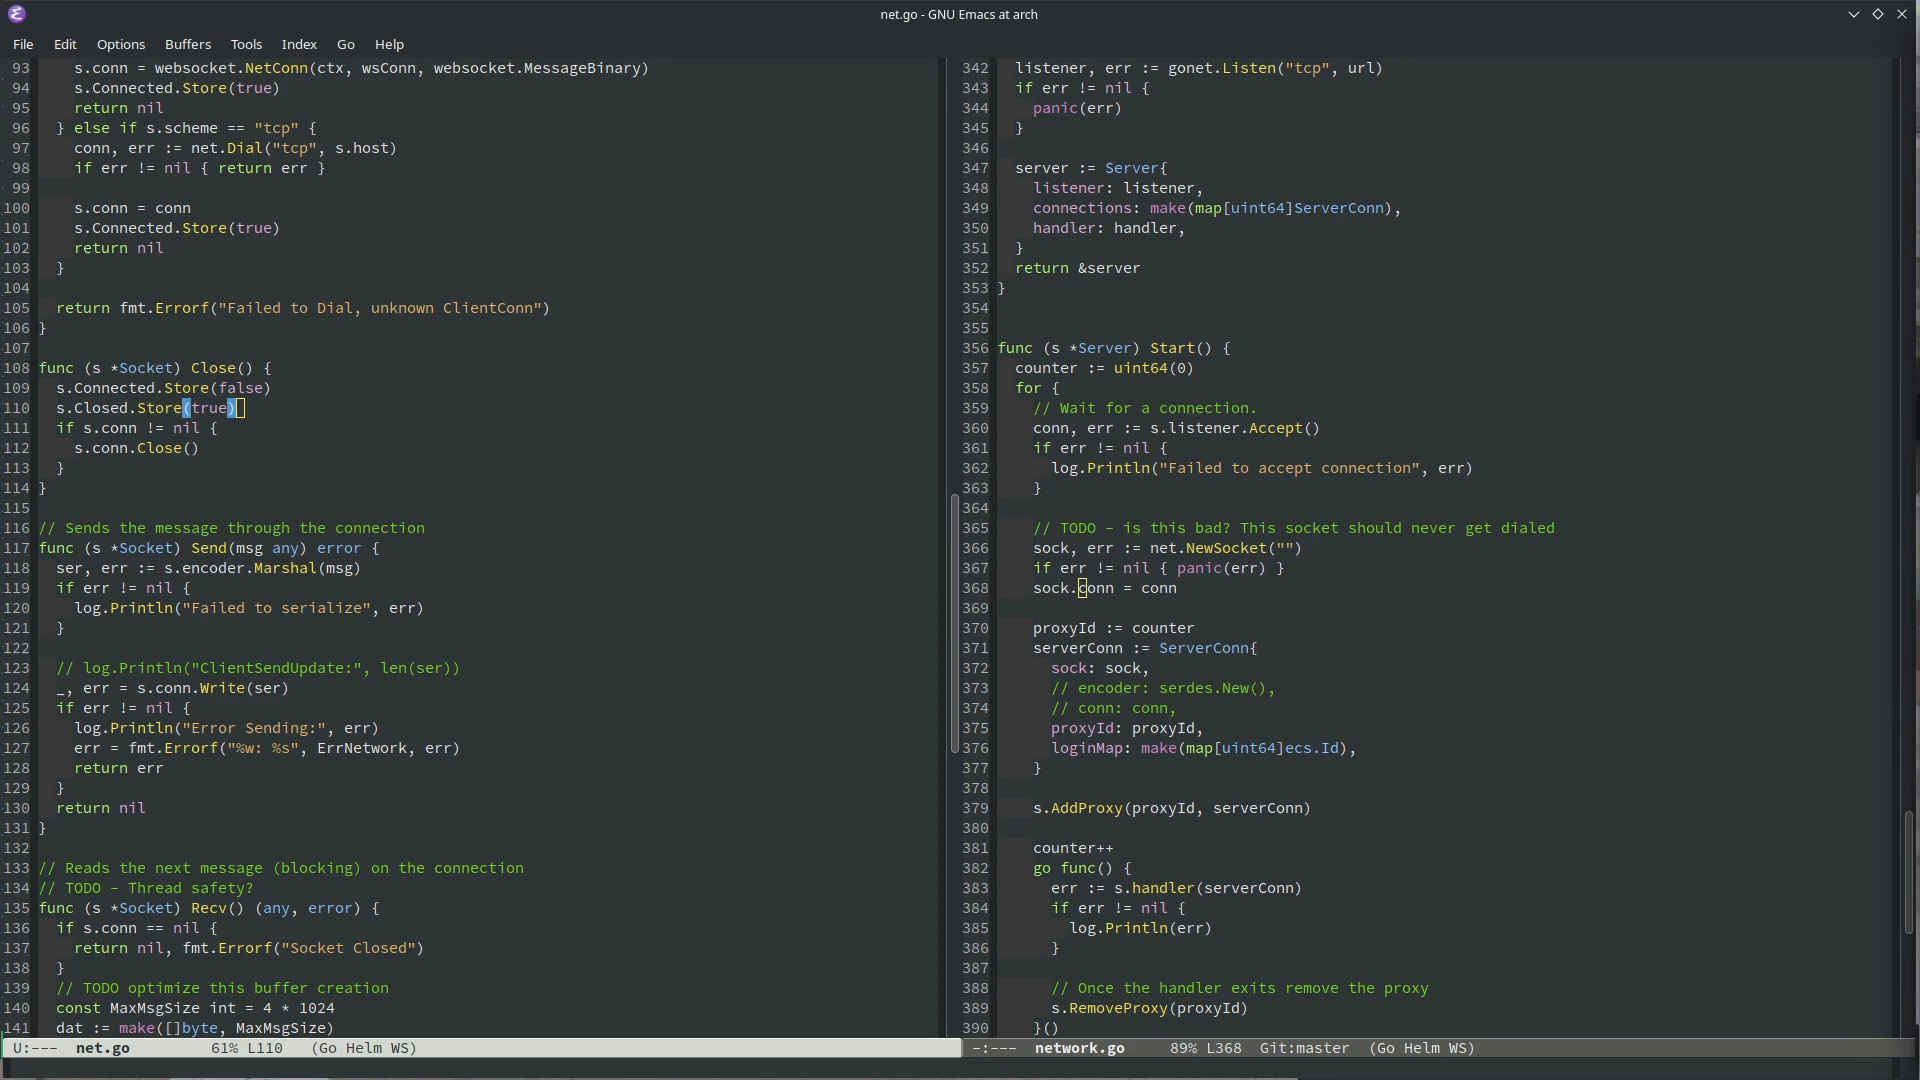 net.go - GNU Emacs at arch
File Edit Options Buffers Tools Index Go Help
93 s.conn = websocket.NetConn(ctx, wsConn, websocket.MessageBinary)
94 s.Connected.Store(true)
95 return nil
96 } else if s.scheme == "tcp" {
97 conn, err := net.Dial("tcp", s.host)
98 if err != nil { return err }
99
100 s.conn = conn
101 s.Connected.Store(true)
102 return nil
103 }
104
105 return fmt.Errorf("Failed to Dial, unknown ClientConn")
106 }
107
108 func (s *Socket) Close() {
109 s.Connected.Store(false)
110 s.Closed.Store(true)
111 if s.conn != nil {
112 s.conn.Close()
113 }
114 }
115
116 // Sends the message through the connection
117 func (s *Socket) Send(msg any) error {
118 ser, err := s.encoder.Marshal(msg)
119 if err != nil {
120 log.Println("Failed to serialize", err)
121 }
122
123 // log.Println("ClientSendUpdate:", len(ser))
124 _, err = s.conn.Write(ser)
125 if err != nil {
126 log.Println("Error Sending:", err)
127 err = fmt.Errorf("%w: %s", ErrNetwork, err)
128 return err
129 }
130 return nil
131 }
132
133 // Reads the next message (blocking) on the connection
134 // TODO - Thread safety?
135 func (s *Socket) Recv() (any, error) {
136 if s.conn == nil {
137 return nil, fmt.Errorf("Socket Closed")
138 }
139 // TODO optimize this buffer creation
140 const MaxMsgSize int = 4 * 1024
141 dat := make([]byte, MaxMsgSize)
U:--- net.go 61% L110 (Go Helm WS)
342 listener, err := gonet.Listen("tcp", url)
343 if err != nil {
344 panic(err)
345 }
346
347 server := Server{
348 listener: listener,
349 connections: make(map[uint64]ServerConn),
350 handler: handler,
351 }
352 return &server
353 }
354
355
356 func (s *Server) Start() {
357 counter := uint64(0)
358 for {
359 // Wait for a connection.
360 conn, err := s.listener.Accept()
361 if err != nil {
362 log.Println("Failed to accept connection", err)
363 }
364
365 // TODO - is this bad? This socket should never get dialed
366 sock, err := net.NewSocket("")
367 if err != nil { panic(err) }
368 sock.conn = conn
369
370 proxyId := counter
371 serverConn := ServerConn{
372 sock: sock,
373 // encoder: serdes.New(),
374 // conn: conn,
375 proxyId: proxyId,
376 loginMap: make(map[uint64]ecs.Id),
377 }
378
379 s.AddProxy(proxyId, serverConn)
380
381 counter++
382 go func() {
383 err := s.handler(serverConn)
384 if err != nil {
385 log.Println(err)
386 }
387
388 // Once the handler exits remove the proxy
389 s.RemoveProxy(proxyId)
390 }()
-:--- network.go 89% L368 Git:master (Go Helm WS)